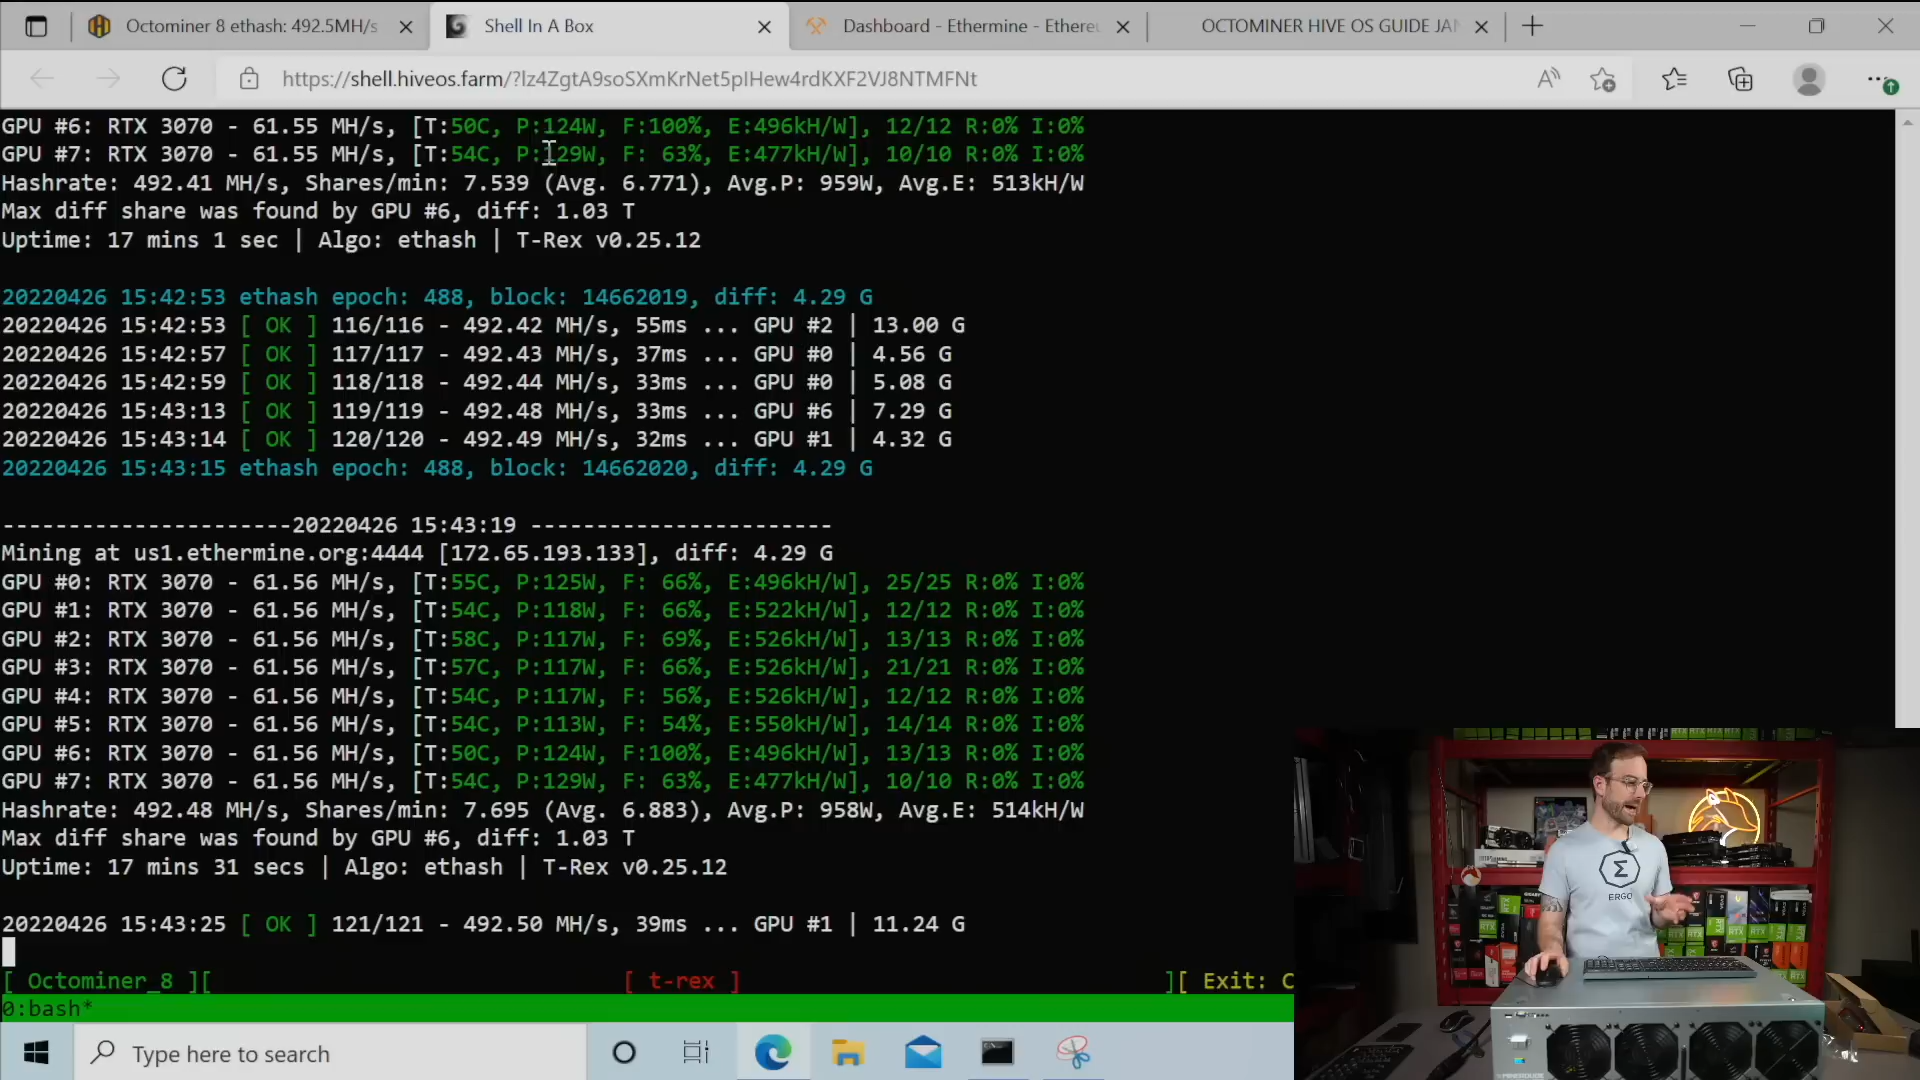 Octominer 8 ethash: 492.5MH/s
Shell In A Box
Dashboard - Ethermine - Ethere
OCTOMINER HIVE OS GUIDE JAN
https://shell.hiveos.farm/?lz4ZgtA9soSXmKrNet5pIHew4rdKXF2VJ8NTMFNt
GPU #6: RTX 3070 - 61.55 MH/s, [T:50C, P:124W, F:100%, E:496kH/W], 12/12 R:0% I:0%
GPU #7: RTX 3070 - 61.55 MH/s, [T:54C, P:129W, F: 63%, E:477kH/W], 10/10 R:0% I:0%
Hashrate: 492.41 MH/s, Shares/min: 7.539 (Avg. 6.771), Avg.P: 959W, Avg.E: 513kH/W
Max diff share was found by GPU #6, diff: 1.03 T
Uptime: 17 mins 1 sec | Algo: ethash | T-Rex v0.25.12
20220426 15:42:53 ethash epoch: 488, block: 14662019, diff: 4.29 G
20220426 15:42:53 [ OK ] 116/116 - 492.42 MH/s, 55ms ... GPU #2 | 13.00 G
20220426 15:42:57 [ OK ] 117/117 - 492.43 MH/s, 37ms ... GPU #0 | 4.56 G
20220426 15:42:59 [ OK ] 118/118 - 492.44 MH/s, 33ms ... GPU #0 | 5.08 G
20220426 15:43:13 [ OK ] 119/119 - 492.48 MH/s, 33ms ... GPU #6 | 7.29 G
20220426 15:43:14 [ OK ] 120/120 - 492.49 MH/s, 32ms ... GPU #1 | 4.32 G
20220426 15:43:15 ethash epoch: 488, block: 14662020, diff: 4.29 G
----------------------20220426 15:43:19 -----------------------
Mining at us1.ethermine.org:4444 [172.65.193.133], diff: 4.29 G
GPU #0: RTX 3070 - 61.56 MH/s, [T:55C, P:125W, F: 66%, E:496kH/W], 25/25 R:0% I:0%
GPU #1: RTX 3070 - 61.56 MH/s, [T:54C, P:118W, F: 66%, E:522kH/W], 12/12 R:0% I:0%
GPU #2: RTX 3070 - 61.56 MH/s, [T:58C, P:117W, F: 69%, E:526kH/W], 13/13 R:0% I:0%
GPU #3: RTX 3070 - 61.56 MH/s, [T:57C, P:117W, F: 66%, E:526kH/W], 21/21 R:0% I:0%
GPU #4: RTX 3070 - 61.56 MH/s, [T:54C, P:117W, F: 56%, E:526kH/W], 12/12 R:0% I:0%
GPU #5: RTX 3070 - 61.56 MH/s, [T:54C, P:113W, F: 54%, E:550kH/W], 14/14 R:0% I:0%
GPU #6: RTX 3070 - 61.56 MH/s, [T:50C, P:124W, F:100%, E:496kH/W], 13/13 R:0% I:0%
GPU #7: RTX 3070 - 61.56 MH/s, [T:54C, P:129W, F: 63%, E:477kH/W], 10/10 R:0% I:0%
Hashrate: 492.48 MH/s, Shares/min: 7.695 (Avg. 6.883), Avg.P: 958W, Avg.E: 514kH/W
Max diff share was found by GPU #6, diff: 1.03 T
Uptime: 17 mins 31 secs | Algo: ethash | T-Rex v0.25.12
20220426 15:43:25 [ OK ] 121/121 - 492.50 MH/s, 39ms ... GPU #1 | 11.24 G
[ Octominer_8 ][ [ t-rex ] ][ Exit: C
0:bash*
Type here to search
Σ
ERGO